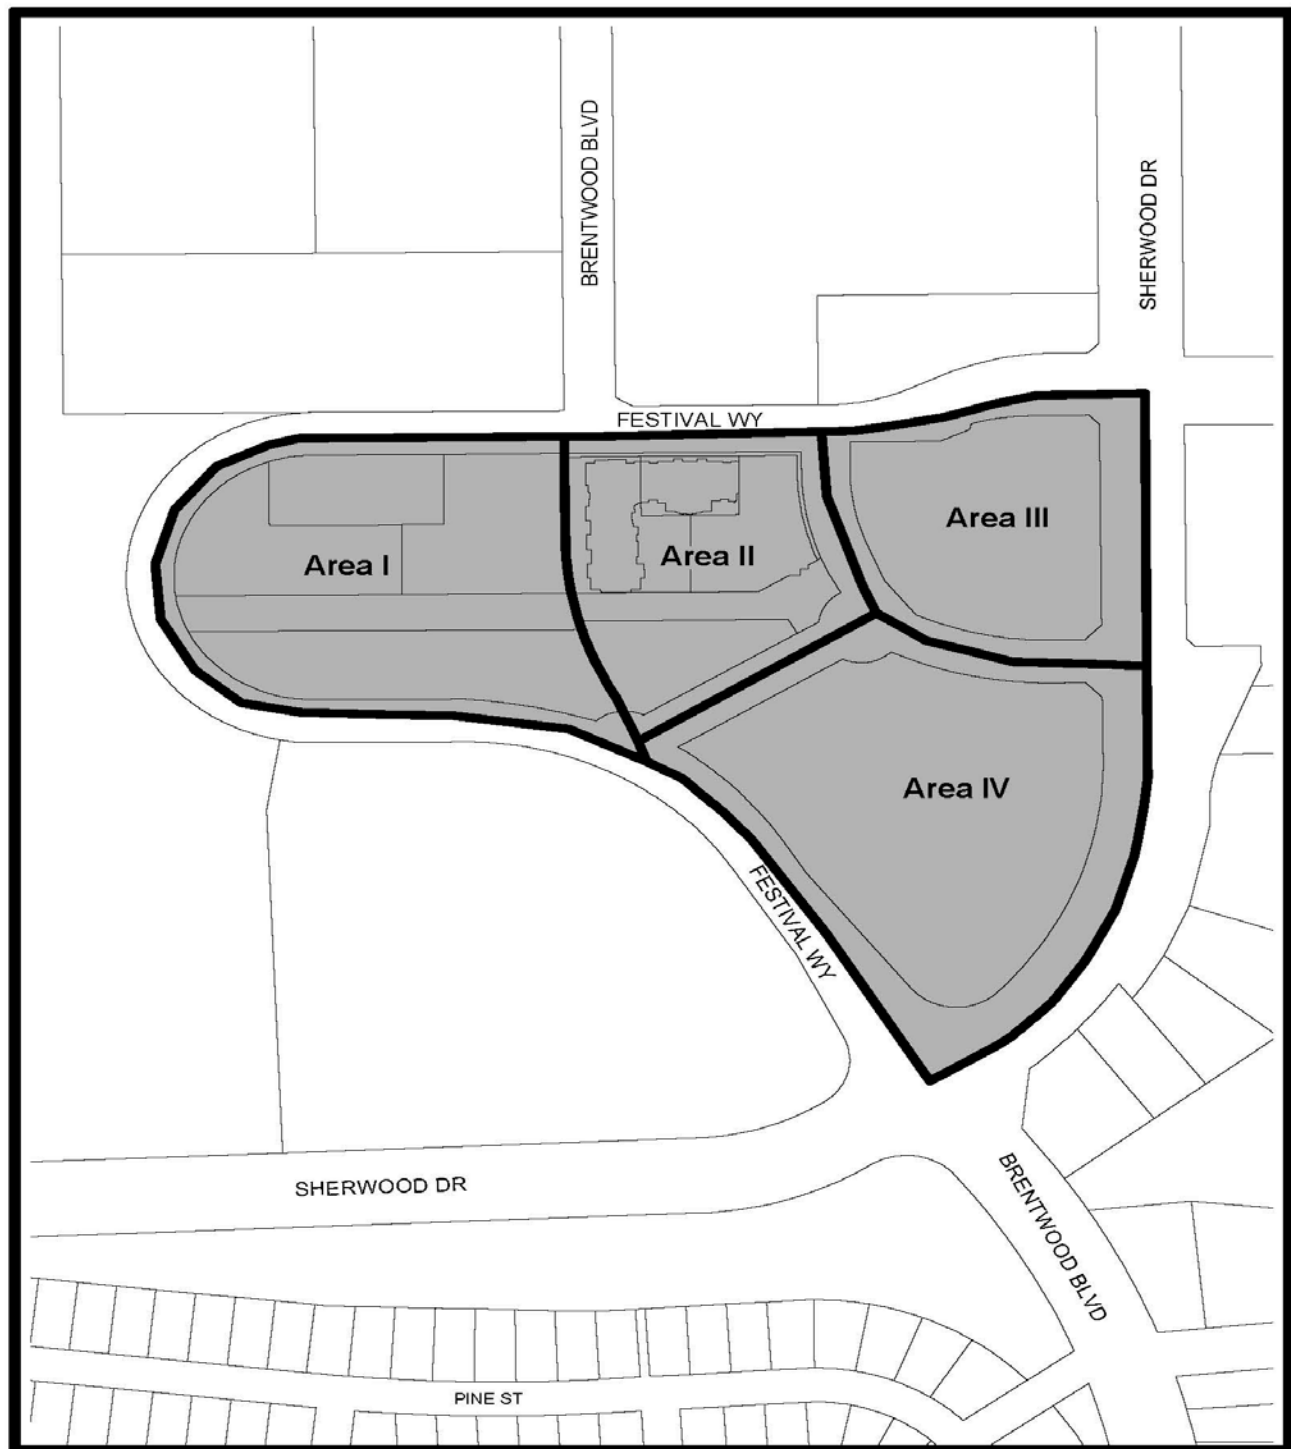 BRENTWOOD BLVD
SHERWOOD DR
FESTIVAL WY
Area III
Area II
Area I
Area IV
FESTIVAL WY
SHERWOOD DR
BRENTWOOD BLVD
PINE ST